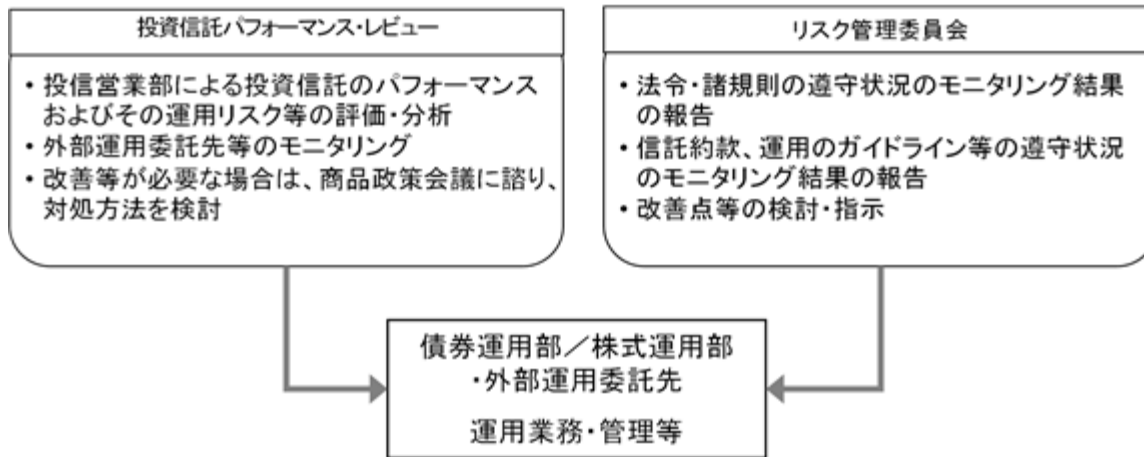 投資信託パフォーマンス・レビュー
・投信営業部による投資信託のパフォーマンス
およびその運用リスク等の評価・分析
・外部運用委託先等のモニタリング
・改善等が必要な場合は、商品政策会議に諮り、
対処方法を検討
リスク管理委員会
・法令・諸規則の遵守状況のモニタリング結果
の報告
・信託約款、運用のガイドライン等の遵守状況
のモニタリング結果の報告
・改善点等の検討・指示
債券運用部／株式運用部
・外部運用委託先
運用業務・管理等